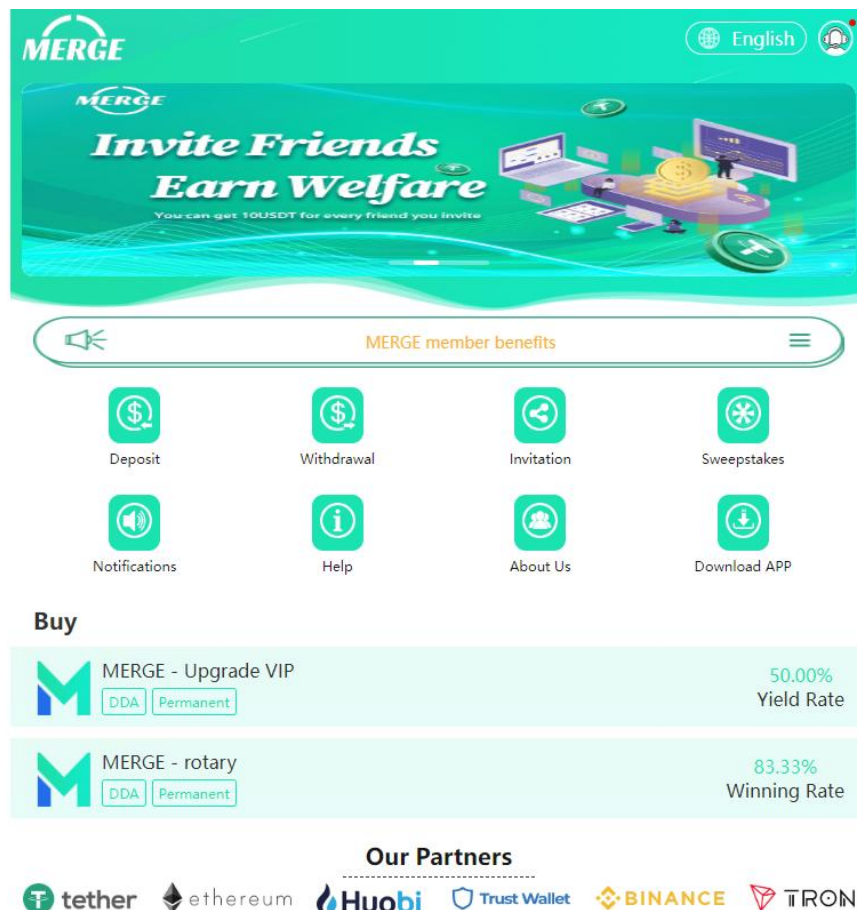 MERGE
English
MERGE
Invite Friends
Earn Welfare
You can get 10USDT for every friend you invite
MERGE member benefits
Deposit
Withdrawal
Invitation
Sweepstakes
Notifications
Help
About Us
Download APP
Buy
MERGE - Upgrade VIP
50.00%
DDA
Permanent
Yield Rate
MERGE - rotary
83.33%
DDA
Permanent
Winning Rate
Our Partners
tether
ethereum
Huobi
Trust Wallet
BINANCE
TRON